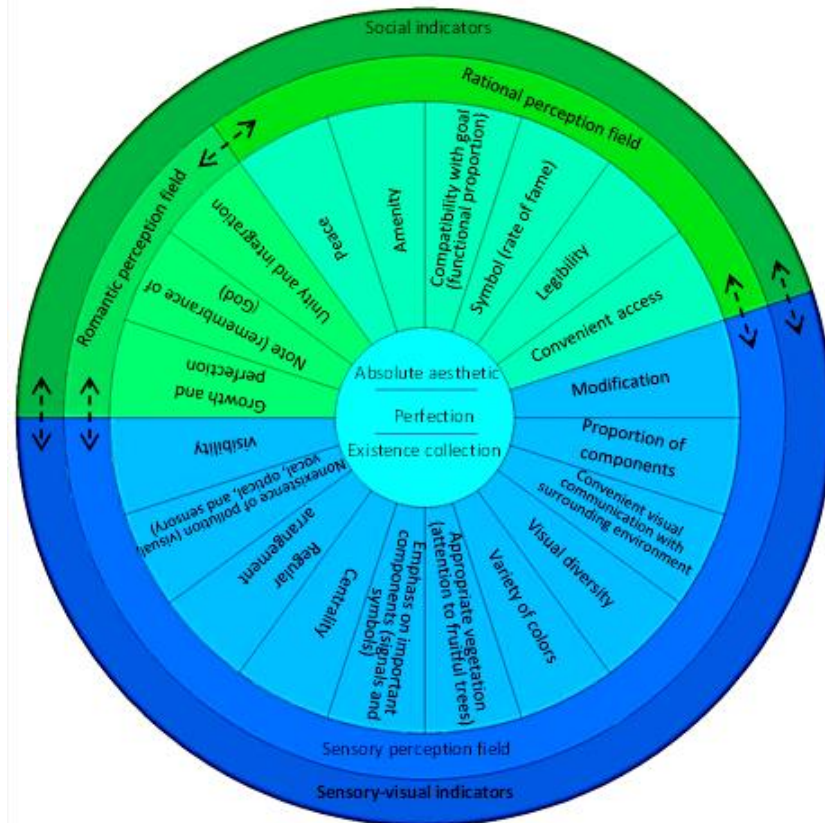 Social indicators
Rational perception field
Romantic perception field
Peace
Amenity
Compatibility with goal
(functional proportion)
Symbol (rate of fame)
Legibility
Convenient access
Unity and integration
Note (remembrance of
God)
Growth and
perfection
Absolute aesthetic
Perfection
Existence collection
Modification
Proportion of
components
Convenient visual
communication with
surrounding environment
Visual diversity
Variety of colors
Appropriate vegetation
(attention to fruitful trees)
Emphass on important
components (signals and
symbols)
Centrality
Regular
arrangement
Nonexistence of pollution (visual,
vocal, optical, and sensory)
visibility
Sensory perception field
Sensory-visual indicators